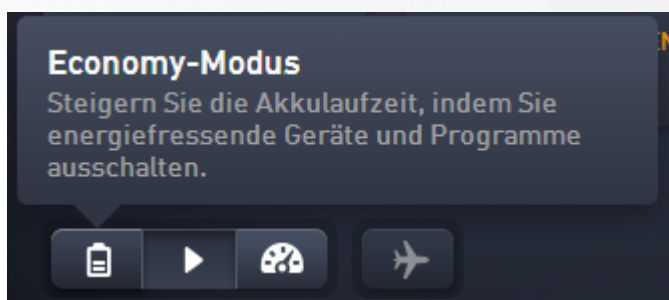 Economy-Modus
Steigern Sie die Akkulaufzeit, indem Sie
energiefressende Geräte und Programme
ausschalten.